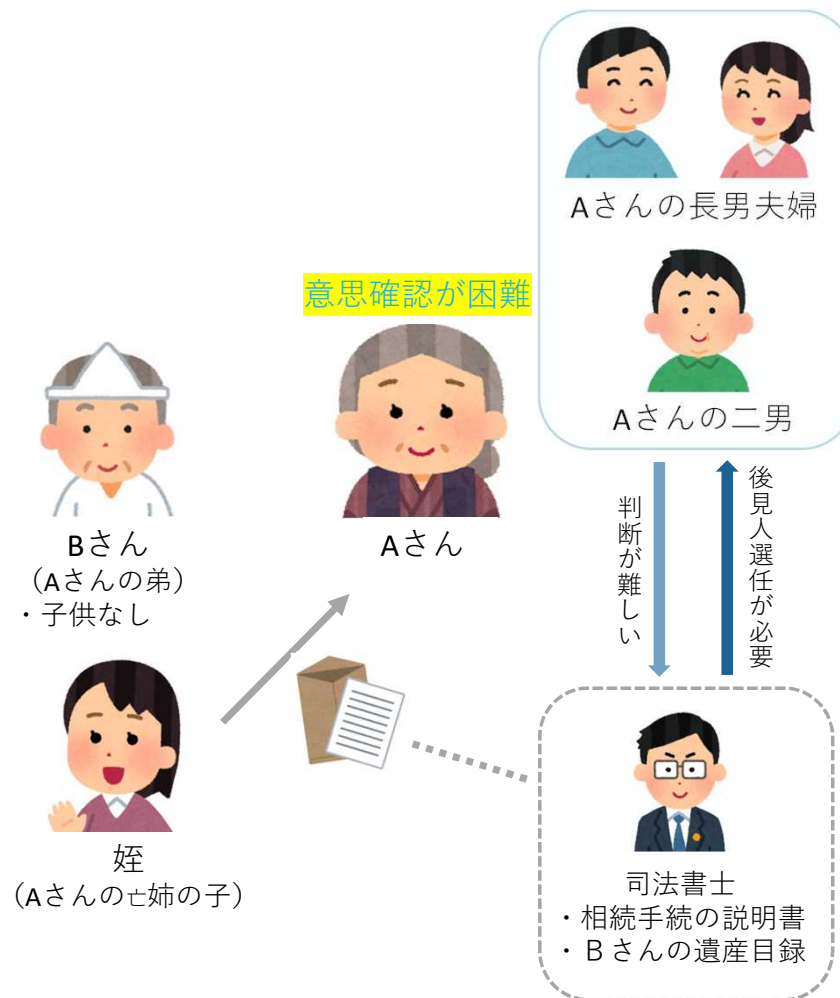 Aさんの長男夫婦
意思確認が困難
Aさんの二男
Bさん
（Aさんの弟）
・子供なし
Aさん
判断が難しい
後見人選任が必要
姪
（Aさんの亡姉の子）
司法書士
・相続手続の説明書
・Ｂさんの遺産目録